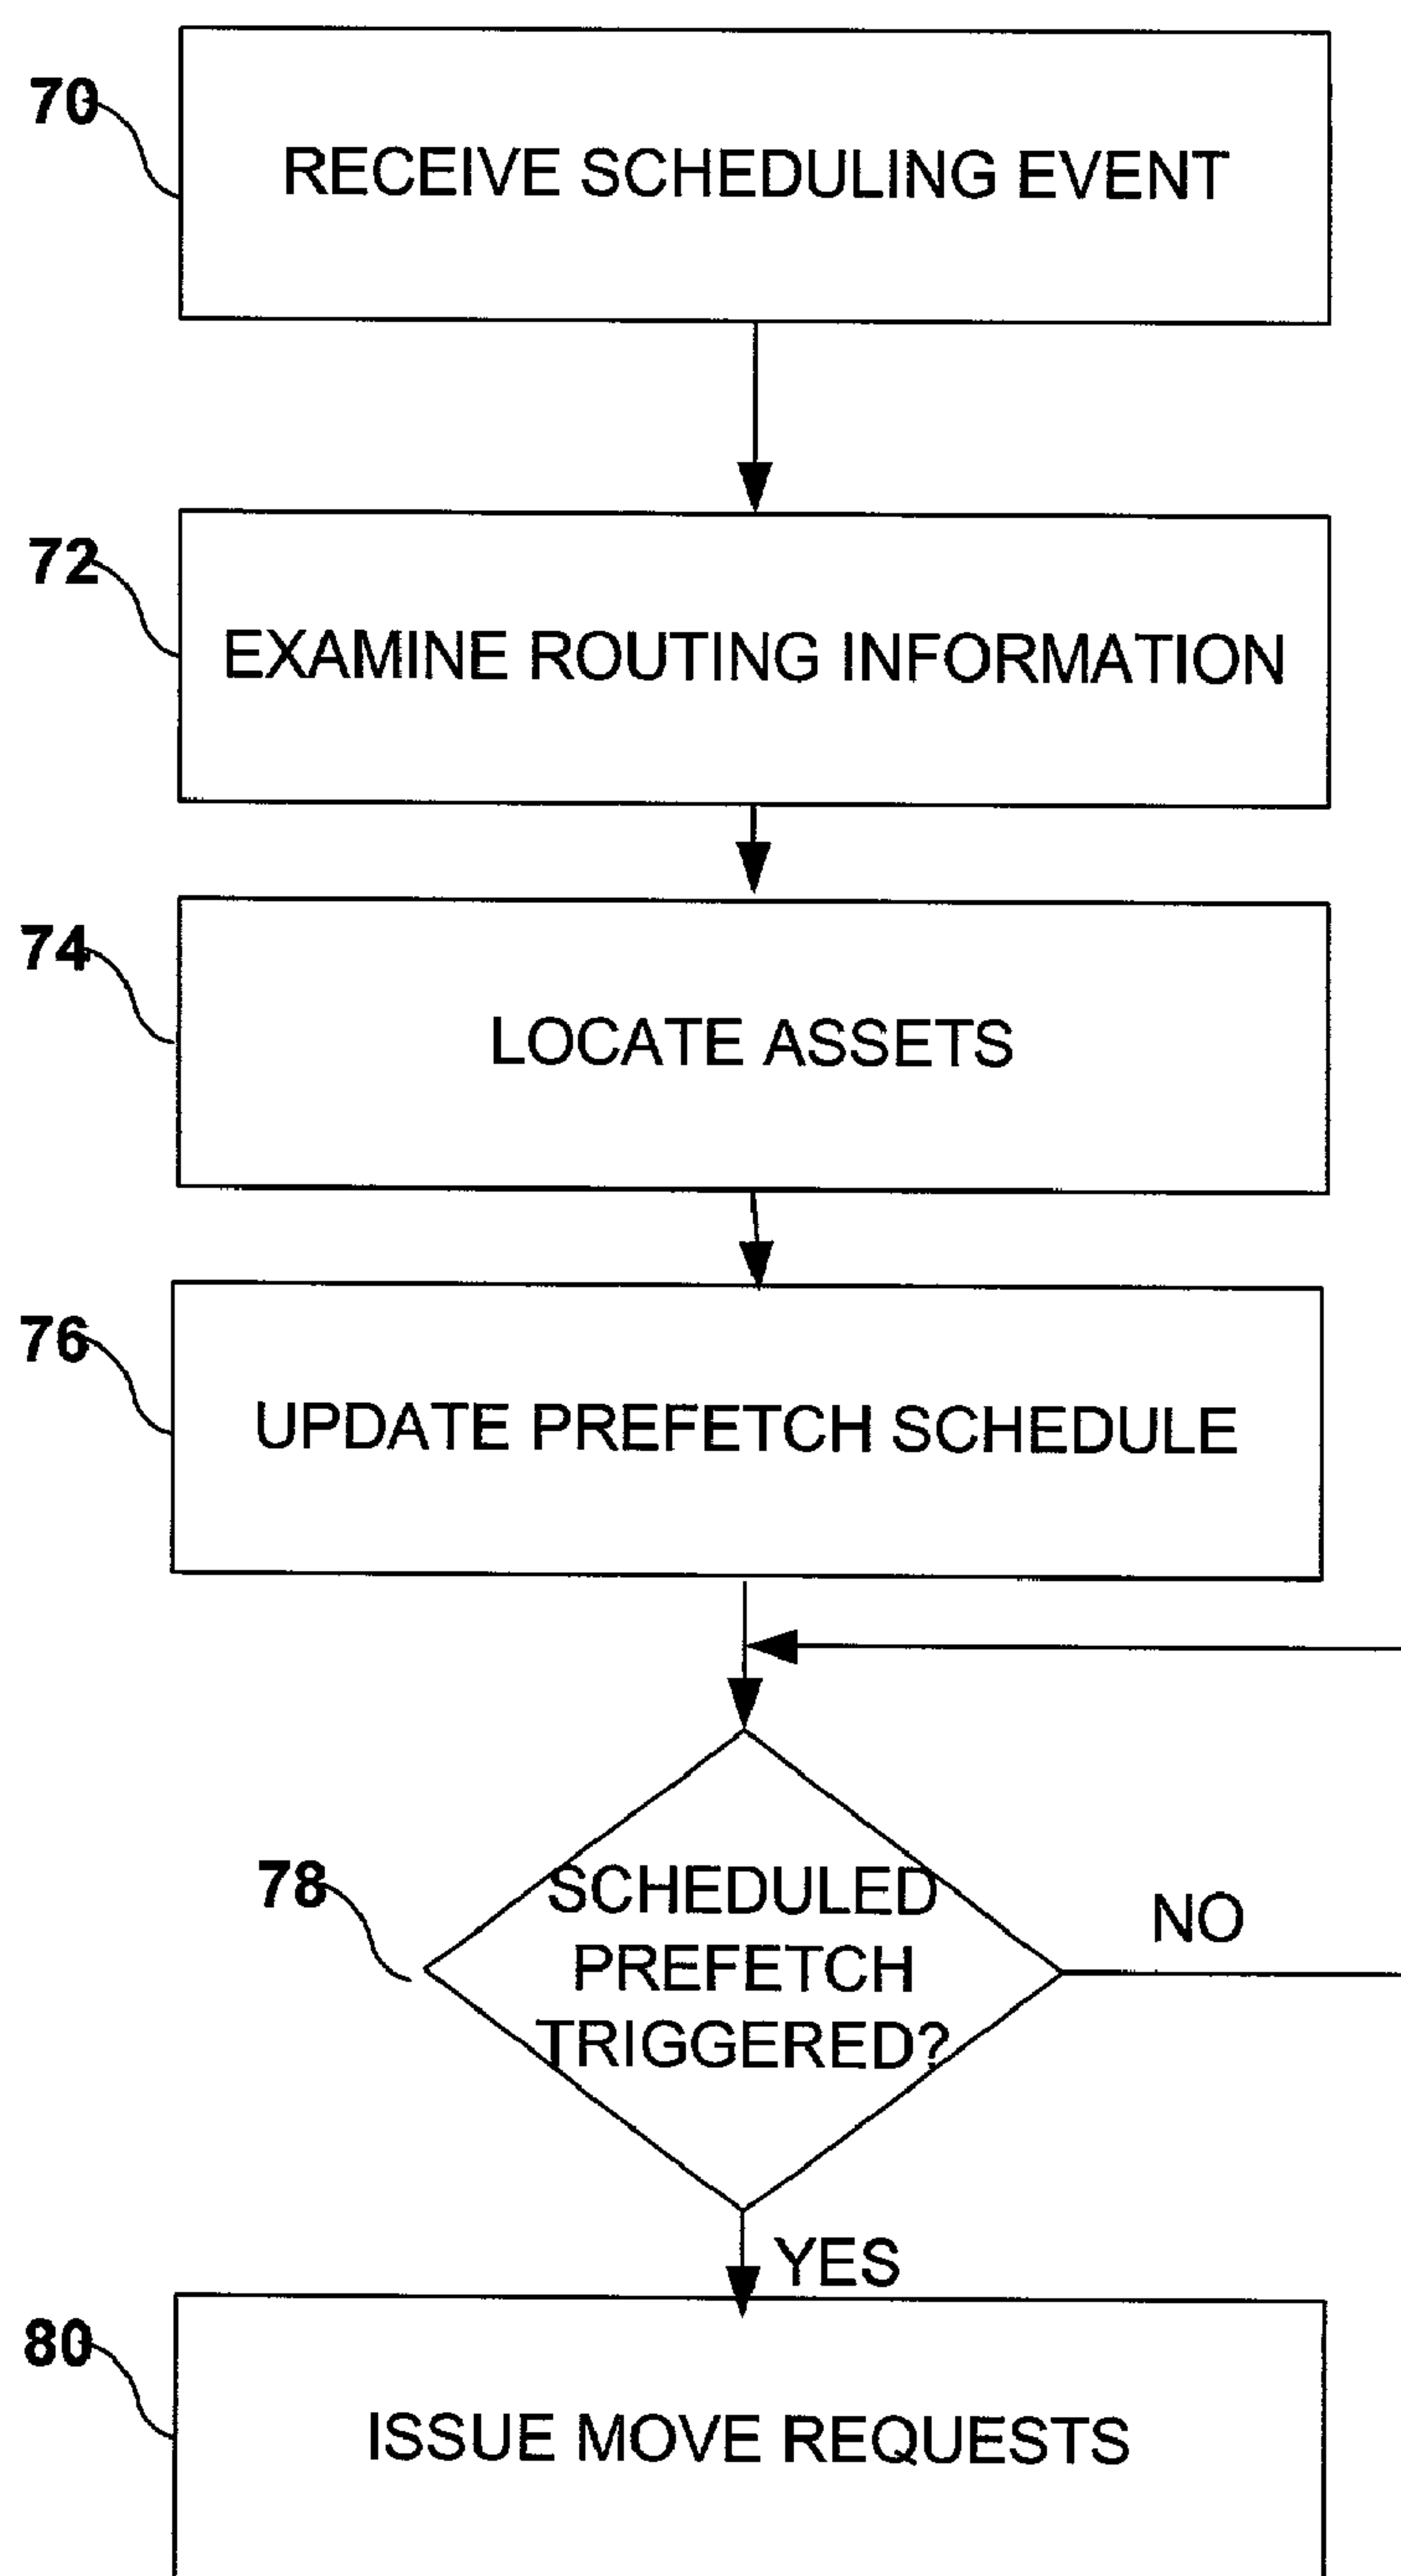 70
RECEIVE SCHEDULING EVENT
72
EXAMINE ROUTING INFORMATION
74
LOCATE ASSETS
76
UPDATE PREFETCH SCHEDULE
78
SCHEDULED
PREFETCH
TRIGGERED?
NO
YES
80
ISSUE MOVE REQUESTS